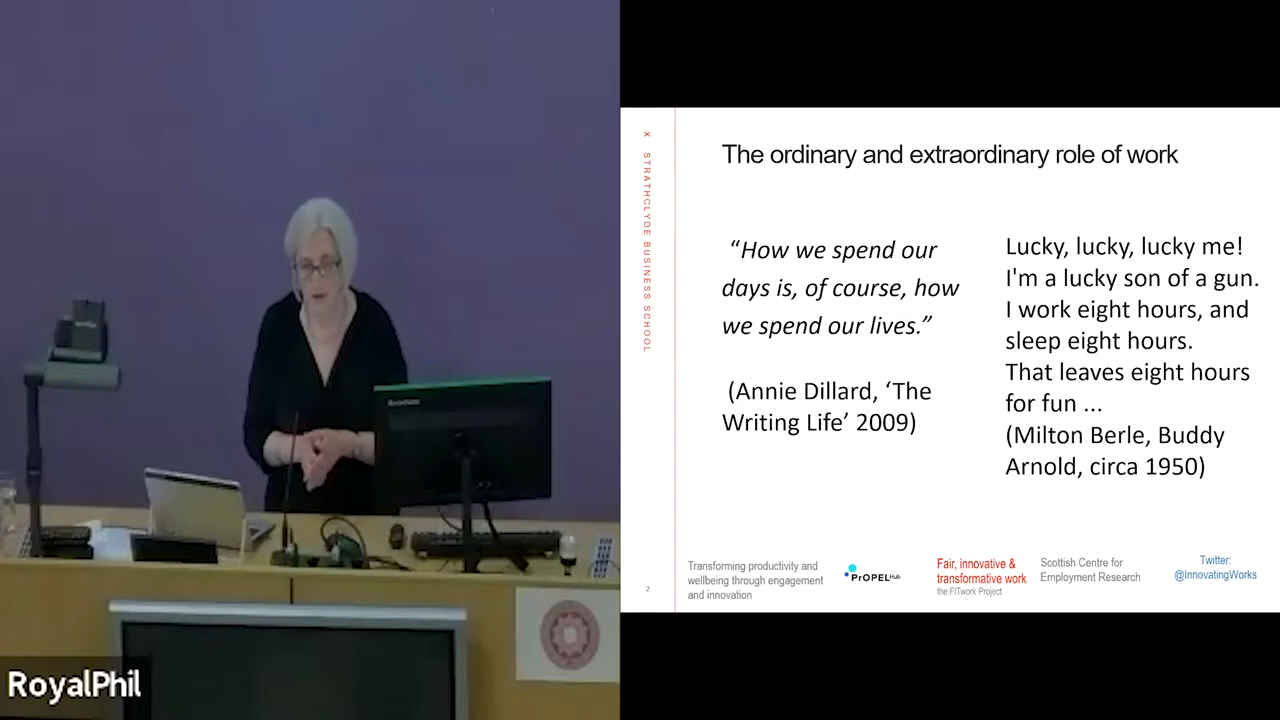 X STRATHCLYDE BUSINESS SCHOOL
The ordinary and extraordinary role of work
“How we spend our
days is, of course, how
we spend our lives.”
(Annie Dillard, ‘The
Writing Life’ 2009)
Lucky, lucky, lucky me!
I'm a lucky son of a gun.
I work eight hours, and
sleep eight hours.
That leaves eight hours
for fun ...
(Milton Berle, Buddy
Arnold, circa 1950)
2
Transforming productivity and
wellbeing through engagement
and innovation
PrOPEL Hub
Fair, innovative &
transformative work
the FITwork Project
Scottish Centre for
Employment Research
Twitter:
@InnovatingWorks
RoyalPhil